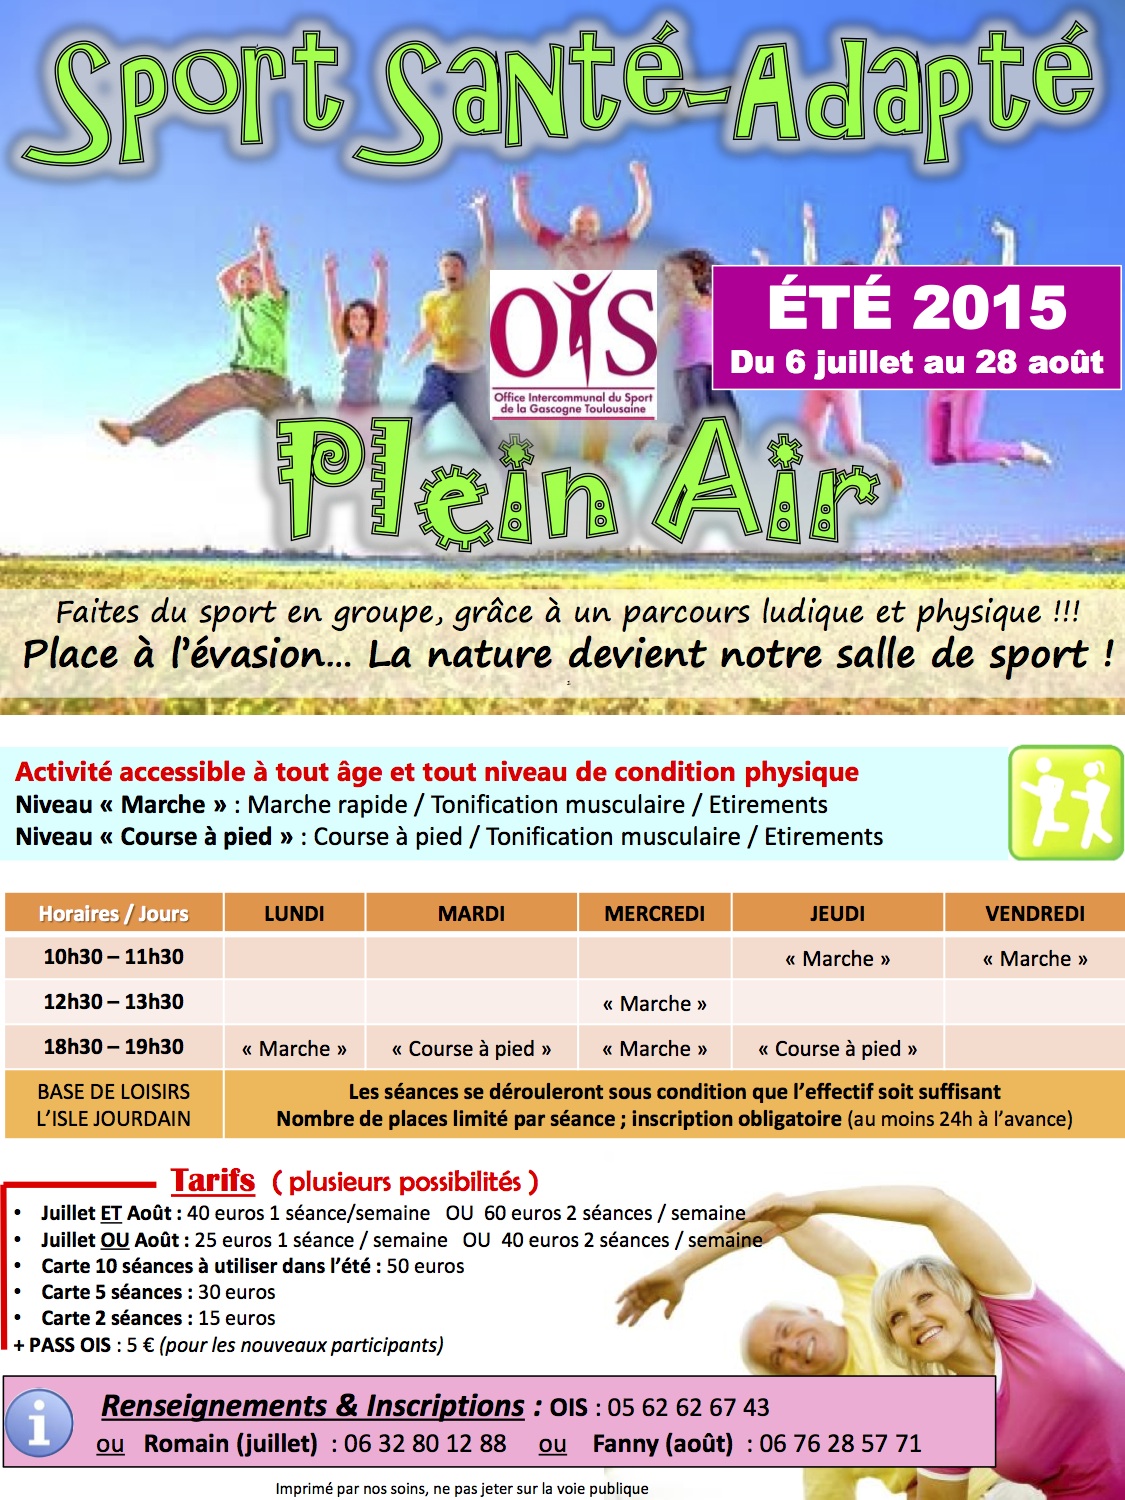 Sport Santé-Adapté
OiS
Office Intercommunal du Sport
de la Gascogne Toulousaine
ÉTÉ 2015
Du 6 juillet au 28 août
Plein Air
Faites du sport en groupe, grâce à un parcours ludique et physique !!!
Place à l'évasion... La nature devient notre salle de sport !
Activité accessible à tout âge et tout niveau de condition physique
Niveau « Marche » : Marche rapide / Tonification musculaire / Etirements
Niveau « Course à pied » : Course à pied / Tonification musculaire / Etirements
Horaires / Jours LUNDI MARDI MERCREDI JEUDI VENDREDI
10h30 – 11h30 « Marche » « Marche »
12h30 – 13h30 « Marche »
18h30 – 19h30 « Marche » « Course à pied » « Marche » « Course à pied »
BASE DE LOISIRS
L'ISLE JOURDAIN
Les séances se dérouleront sous condition que l'effectif soit suffisant
Nombre de places limité par séance ; inscription obligatoire (au moins 24h à l'avance)
Tarifs ( plusieurs possibilités )
• Juillet ET Août : 40 euros 1 séance/semaine OU 60 euros 2 séances / semaine
• Juillet OU Août : 25 euros 1 séance / semaine OU 40 euros 2 séances / semaine
• Carte 10 séances à utiliser dans l'été : 50 euros
• Carte 5 séances : 30 euros
• Carte 2 séances : 15 euros
+ PASS OIS : 5 € (pour les nouveaux participants)
i
Renseignements & Inscriptions : OIS : 05 62 62 67 43
ou Romain (juillet) : 06 32 80 12 88 ou Fanny (août) : 06 76 28 57 71
Imprimé par nos soins, ne pas jeter sur la voie publique